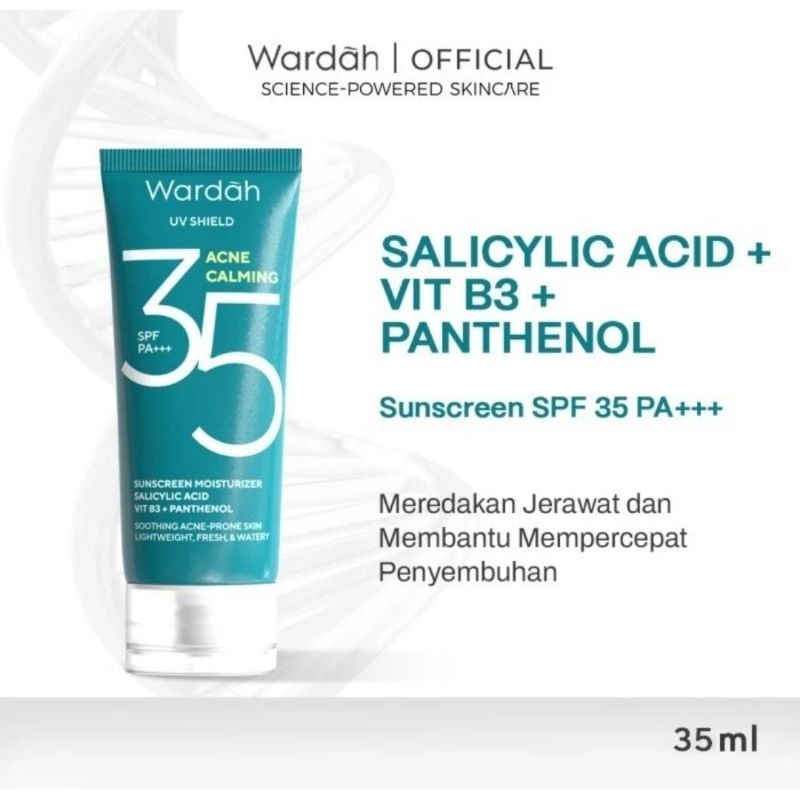 Wardāh | OFFICIAL
SCIENCE-POWERED SKINCARE
Wardāh
UV SHIELD
35
ACNE
CALMING
SPF
PA+++
SUNSCREEN MOISTURIZER
SALICYLIC ACID
VIT B3 + PANTHENOL
SOOTHING ACNE-PRONE SKIN
LIGHTWEIGHT, FRESH, & WATERY
SALICYLIC ACID +
VIT B3 +
PANTHENOL
Sunscreen SPF 35 PA+++
Meredakan Jerawat dan
Membantu Mempercepat
Penyembuhan
35ml